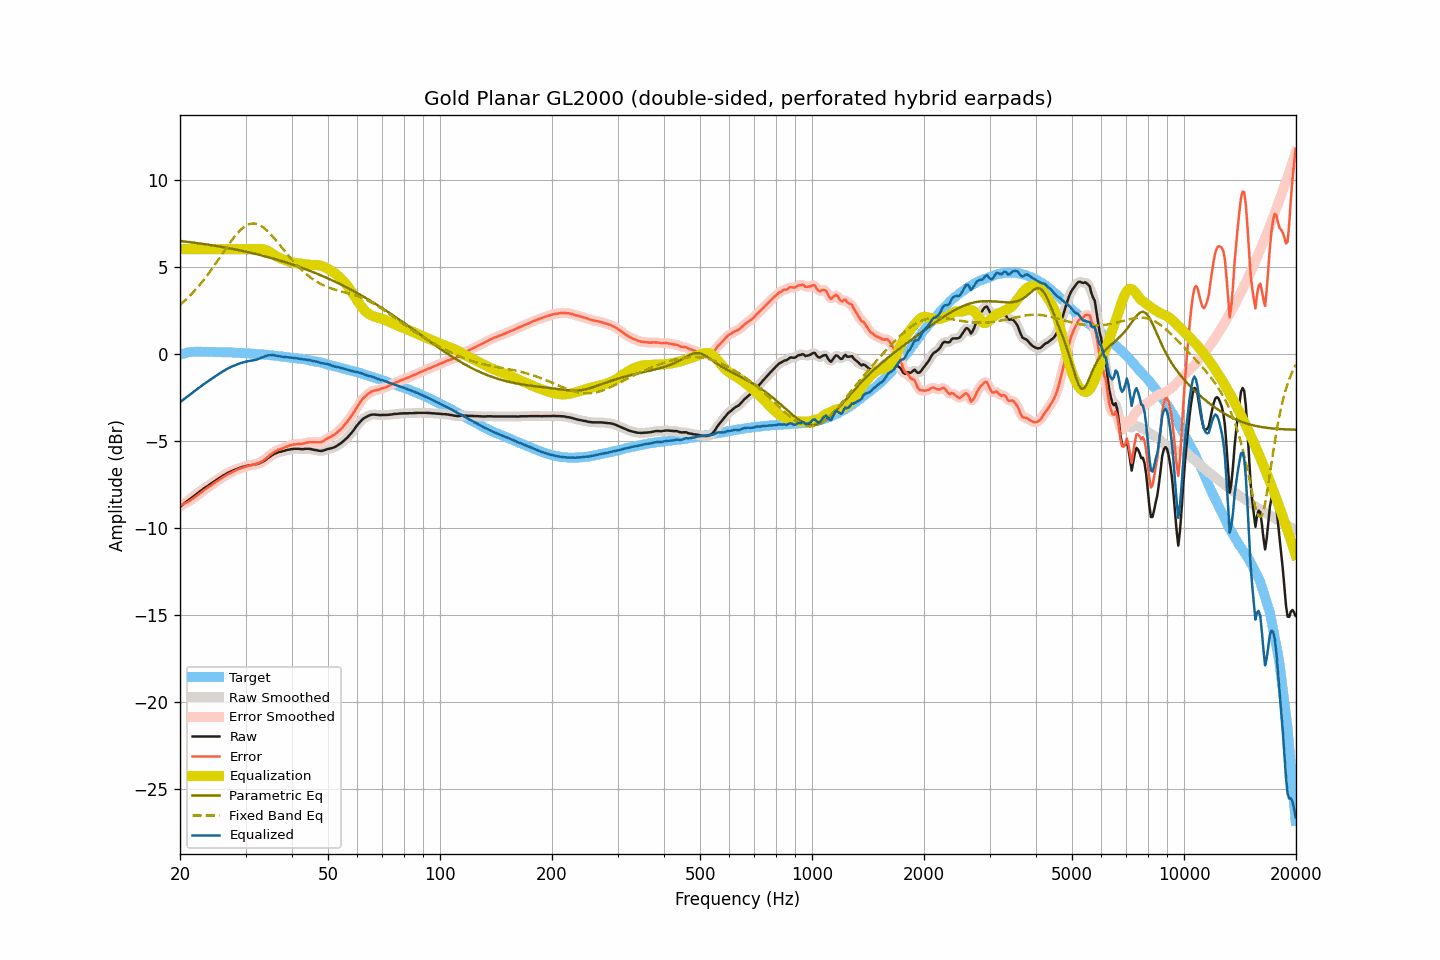 Gold Planar GL2000 (double-sided, perforated hybrid earpads)
Amplitude (dBr)
10
5
0
−5
−10
−15
−20
−25
Target
Raw Smoothed
Error Smoothed
Raw
Error
Equalization
Parametric Eq
Fixed Band Eq
Equalized
20 50 100 200 500 1000 2000 5000 10000 20000
Frequency (Hz)